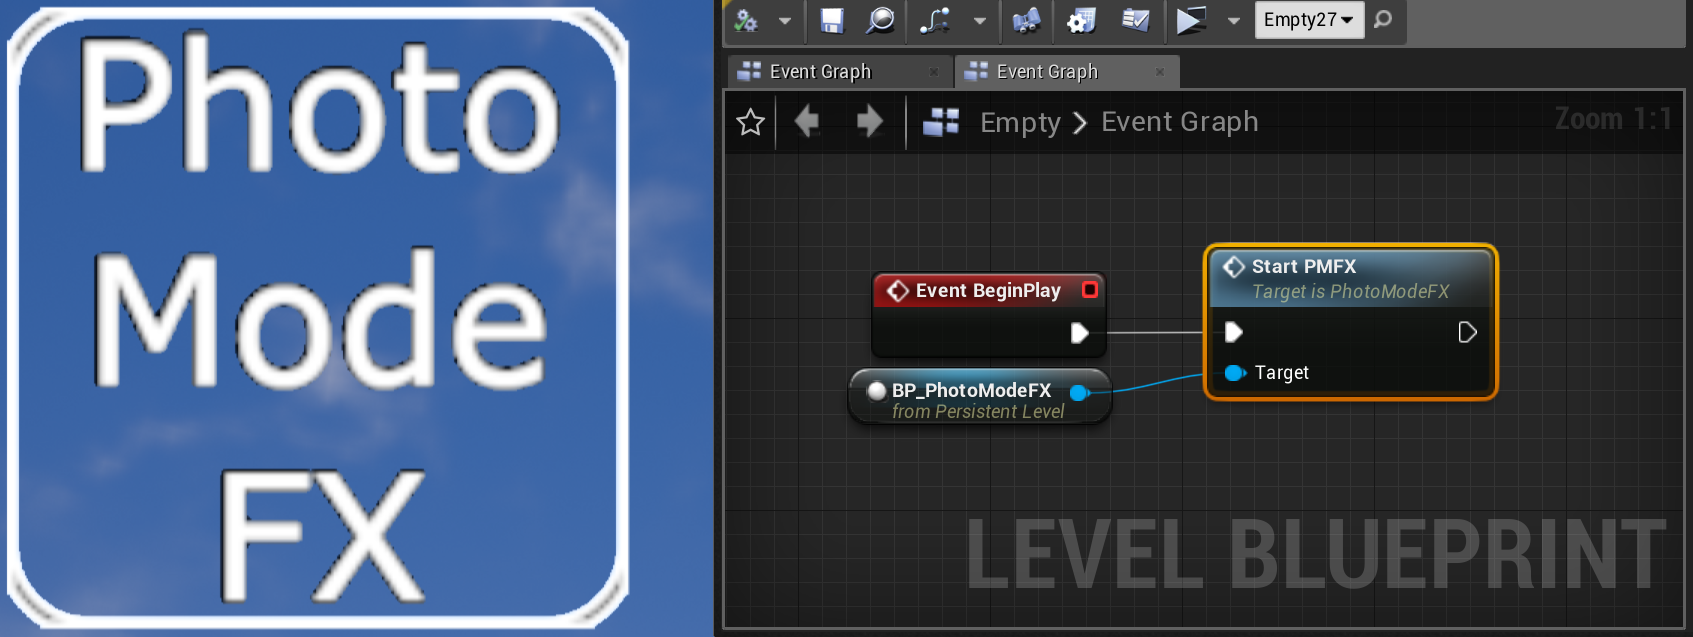 Photo
Mode
FX
Empty27
Event Graph
Event Graph
Empty > Event Graph
Zoom 1:1
Event BeginPlay
Start PMFX
Target is PhotoModeFX
Target
BP_PhotoModeFX
from Persistent Level
LEVEL BLUEPRINT